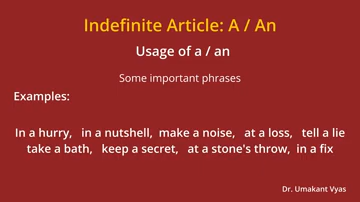 Indefinite Article: A / An
Usage of a / an
Some important phrases
Examples:
In a hurry, in a nutshell, make a noise, at a loss, tell a lie
take a bath, keep a secret, at a stone's throw, in a fix
Dr. Umakant Vyas